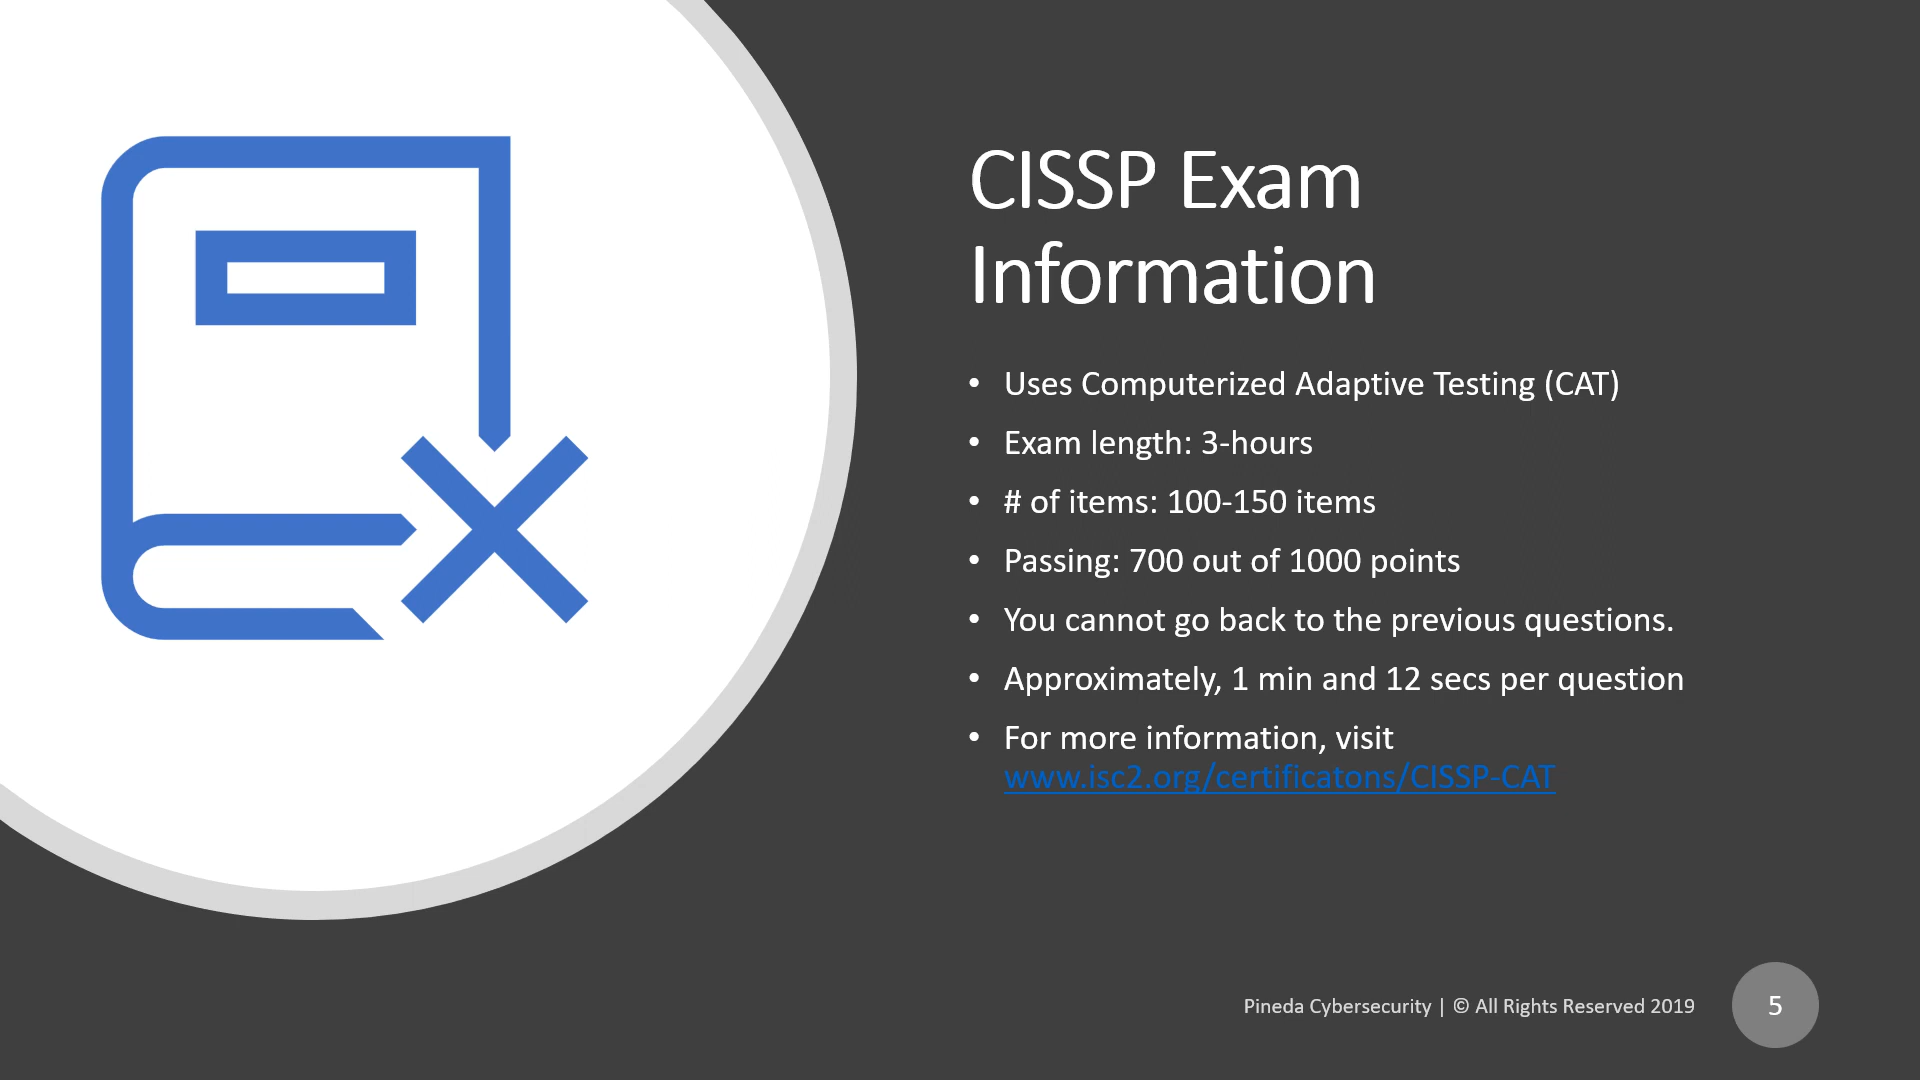 CISSP Exam
Information
• Uses Computerized Adaptive Testing (CAT)
• Exam length: 3-hours
• # of items: 100-150 items
• Passing: 700 out of 1000 points
• You cannot go back to the previous questions.
• Approximately, 1 min and 12 secs per question
• For more information, visit
www.isc2.org/certificatons/CISSP-CAT
Pineda Cybersecurity | © All Rights Reserved 2019
5